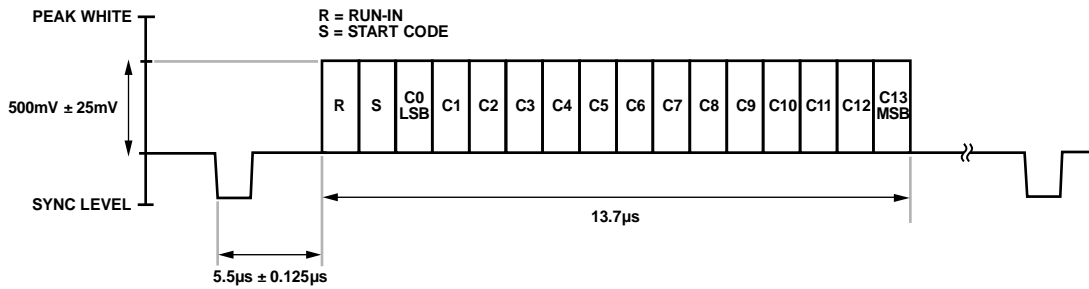 PEAK WHITE
R = RUN-IN
S = START CODE
500mV ± 25mV
R S C0 LSB C1 C2 C3 C4 C5 C6 C7 C8 C9 C10 C11 C12 C13 MSB
SYNC LEVEL
13.7µs
5.5µs ± 0.125µs